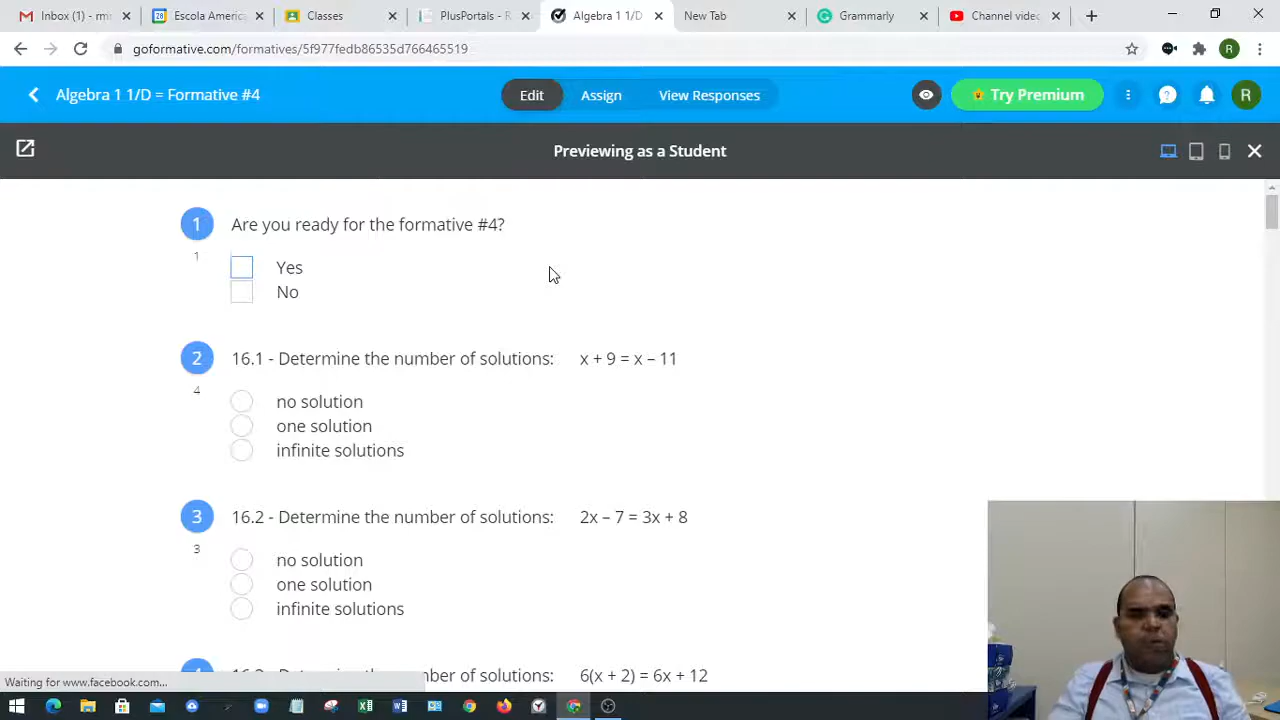 Inbox (1) - rm
Escola America
Classes
PlusPortals - R
Algebra 1 1/D
New Tab
Grammarly
Channel video
goformative.com/formatives/5f977fedb86535d766465519
R
Algebra 1 1/D = Formative #4
Edit
Assign
View Responses
Try Premium
R
Previewing as a Student
1 Are you ready for the formative #4?
1
Yes
No
2 16.1 - Determine the number of solutions: x + 9 = x – 11
4
no solution
one solution
infinite solutions
3 16.2 - Determine the number of solutions: 2x – 7 = 3x + 8
3
no solution
one solution
infinite solutions
number of solutions: 6(x + 2) = 6x + 12
Waiting for www.facebook.com...